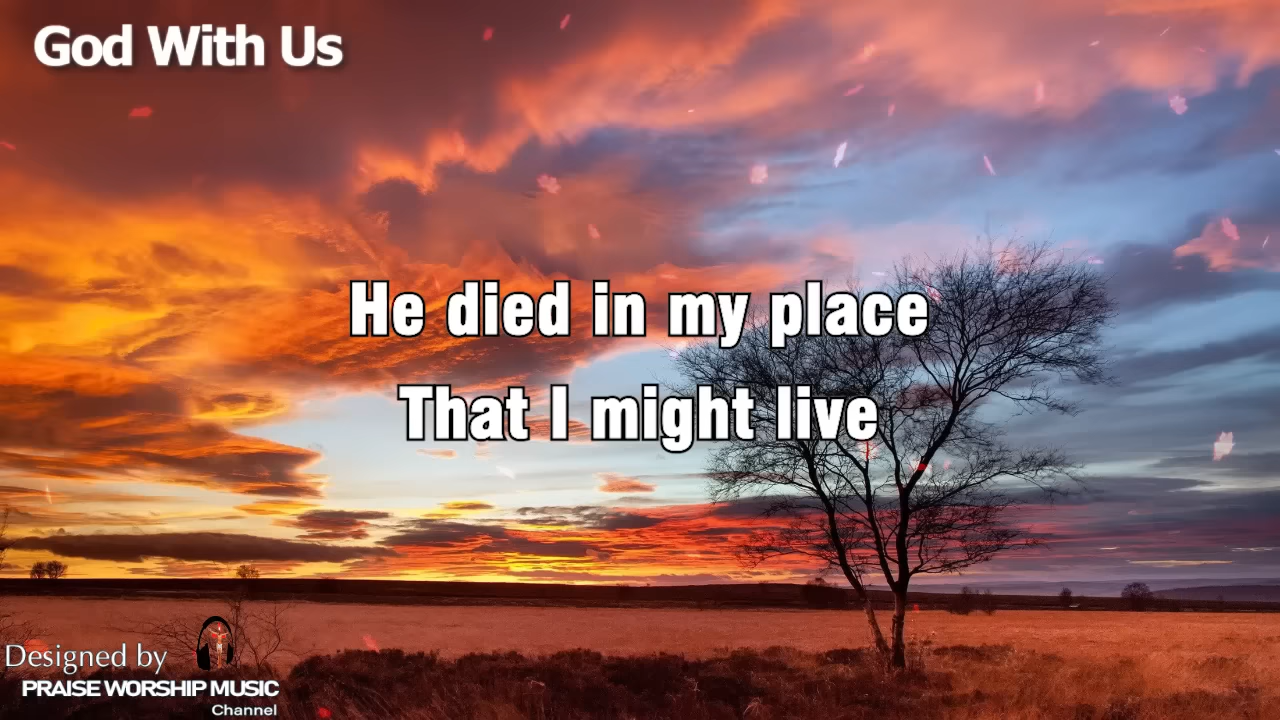 God With Us
He died in my place
That I might live
Designed by
PRAISE WORSHIP MUSIC
Channel